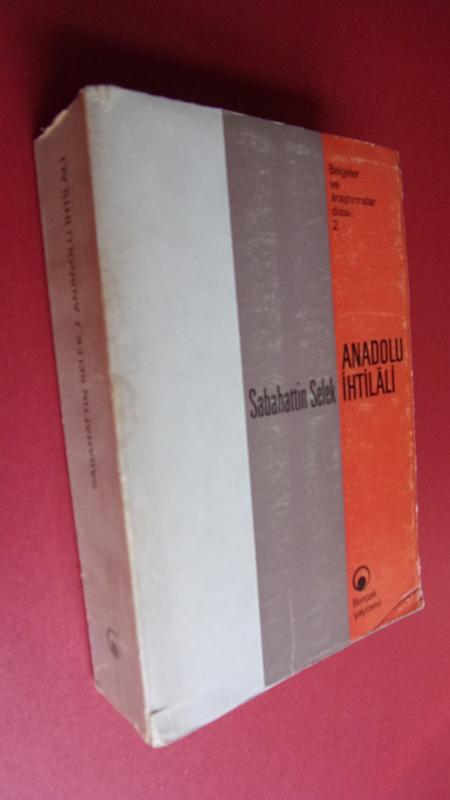 Belgeler
ve
araştırmalar
dizisi:
2
ANADOLU
İHTİLÂLİ
Sabahattin Selek
Burçak
yayınevi
SABAHATTİN SELEK / ANADOLU İHTİLÂLİ